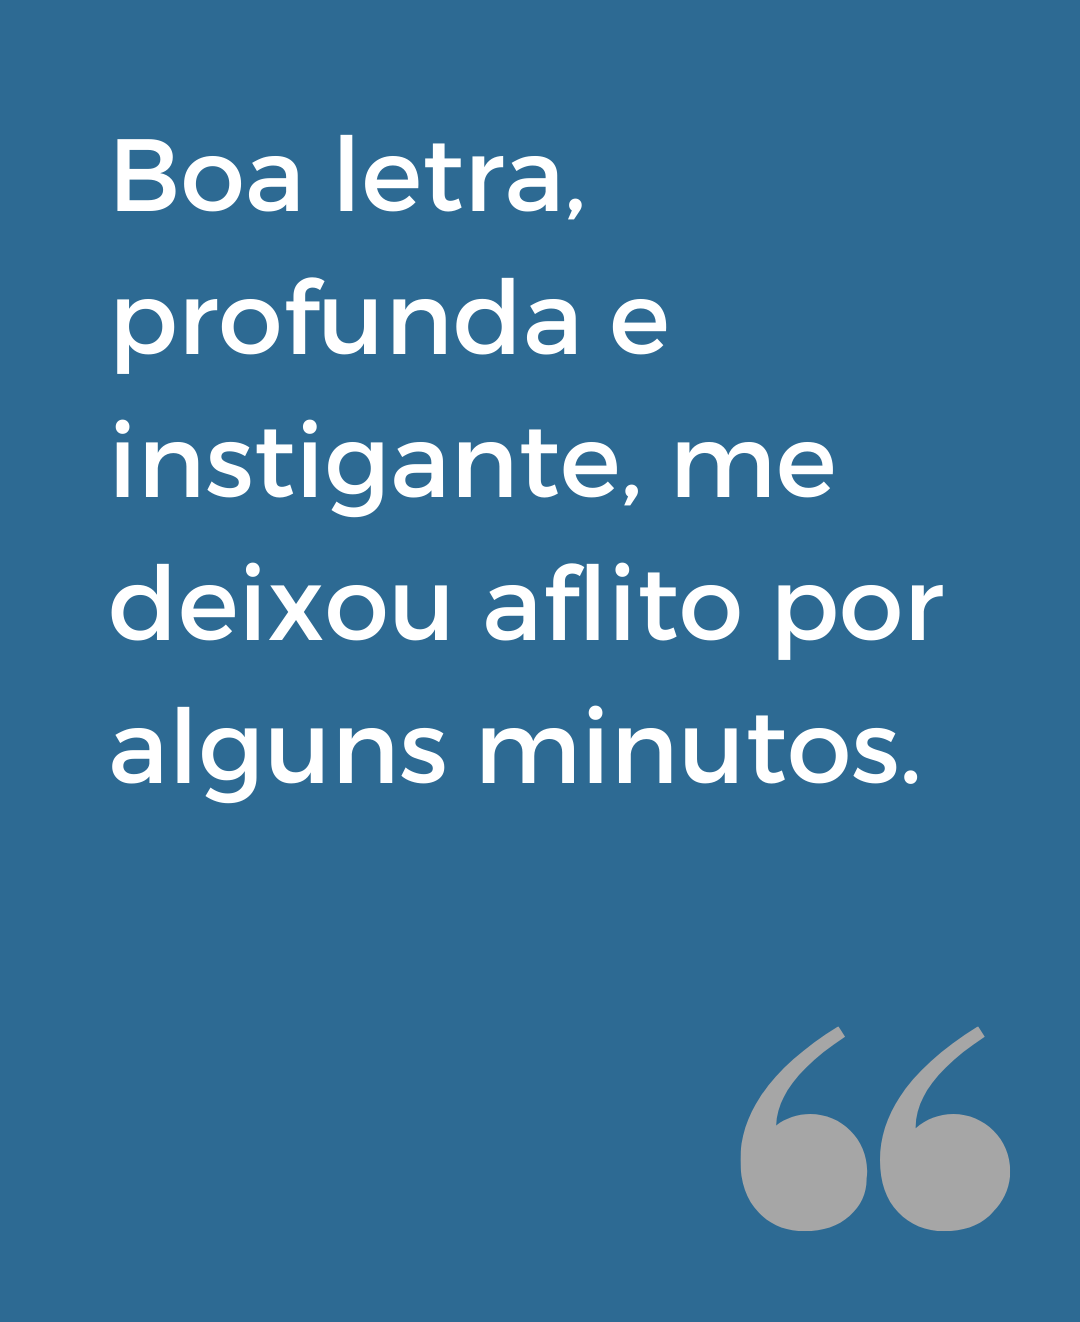 Boa letra,
profunda e
instigante, me
deixou aflito por
alguns minutos.
“